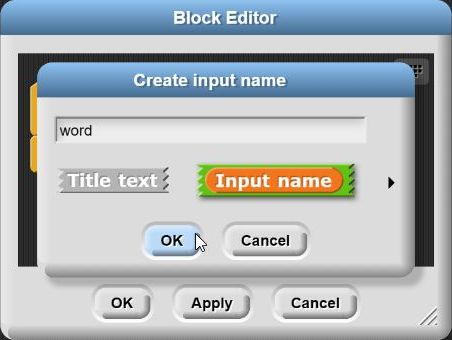 Block Editor
Create input name
word
Title text Input name
OK Cancel
OK Apply Cancel